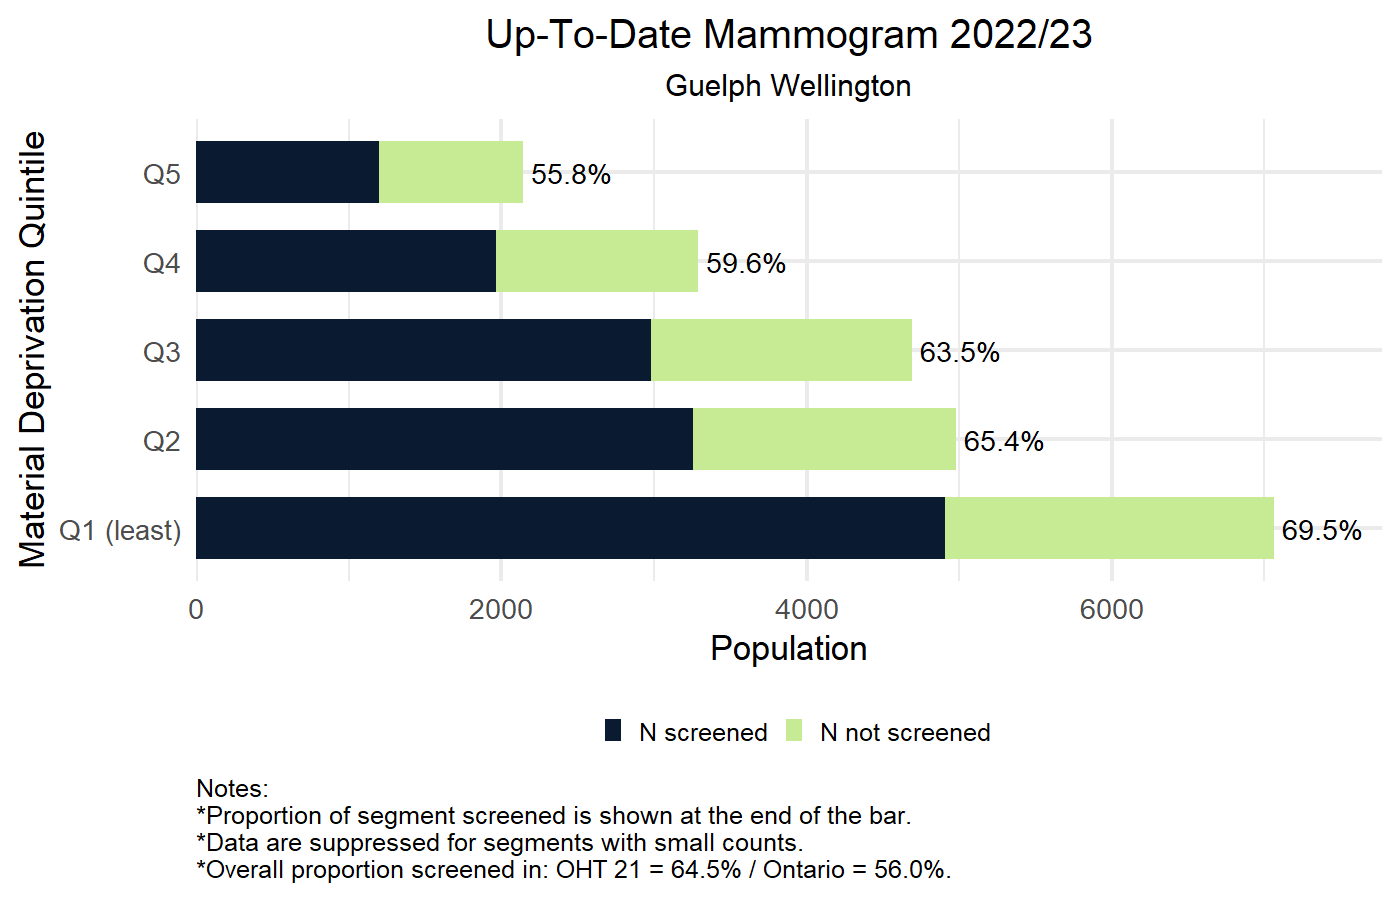 Up-To-Date Mammogram 2022/23
Guelph Wellington
Material Deprivation Quintile
Q5
55.8%
Q4
59.6%
Q3
63.5%
Q2
65.4%
Q1 (least)
69.5%
0
2000
4000
6000
Population
N screened
N not screened
Notes:
*Proportion of segment screened is shown at the end of the bar.
*Data are suppressed for segments with small counts.
*Overall proportion screened in: OHT 21 = 64.5% / Ontario = 56.0%.